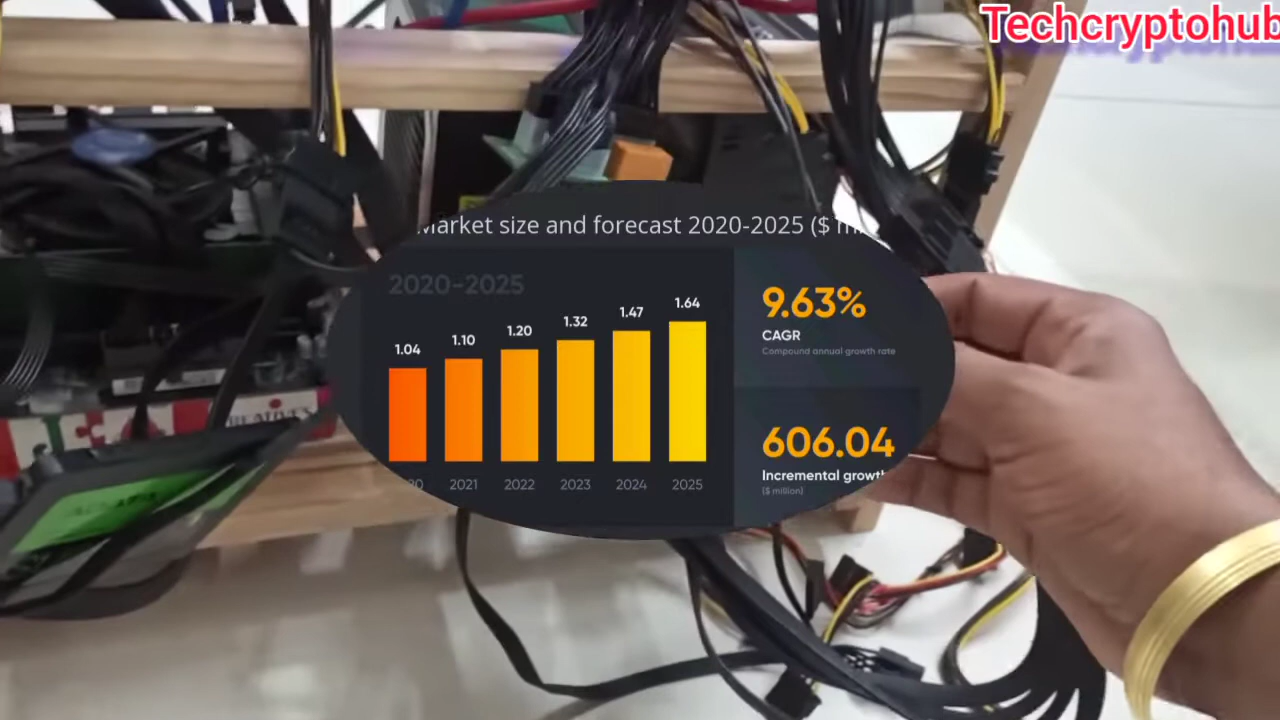 Techcryptohub
Market size and forecast 2020-2025 ($
2020-2025
1.04
1.10
1.20
1.32
1.47
1.64
2021
2022
2023
2024
2025
9.63%
CAGR
Compound annual growth rate
606.04
Incremental growth
($ million)